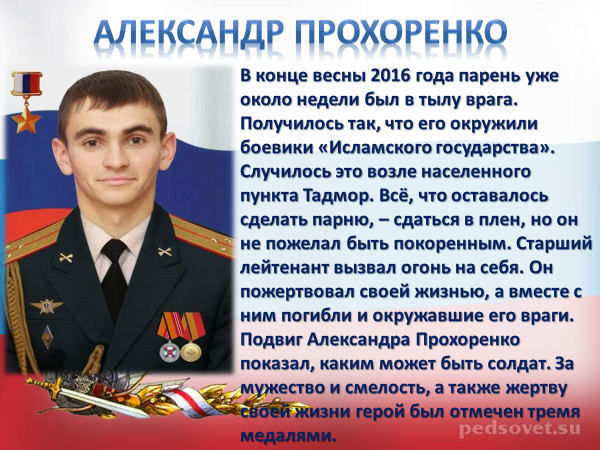 АЛЕКСАНДР ПРОХОРЕНКО
В конце весны 2016 года парень уже
около недели был в тылу врага.
Получилось так, что его окружили
боевики «Исламского государства».
Случилось это возле населенного
пункта Тадмор. Всё, что оставалось
сделать парню, – сдаться в плен, но он
не пожелал быть покоренным. Старший
лейтенант вызвал огонь на себя. Он
пожертвовал своей жизнью, а вместе с
ним погибли и окружавшие его враги.
Подвиг Александра Прохоренко
показал, каким может быть солдат. За
мужество и смелость, а также жертву
своей жизни герой был отмечен тремя
медалями.
pedsovet.su